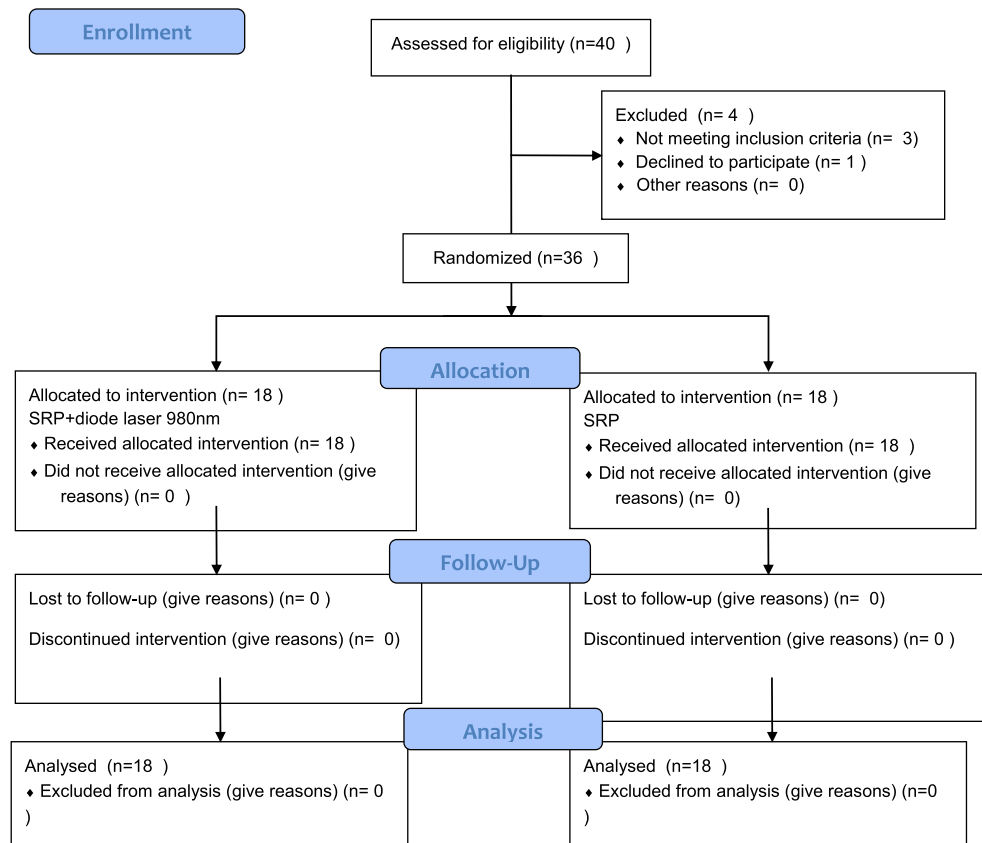 Enrollment
Assessed for eligibility (n=40  )
Excluded  (n= 4  )
♦ Not meeting inclusion criteria (n=  3)
♦ Declined to participate (n= 1 )
♦ Other reasons (n=  0)
Randomized (n=36  )
Allocation
Allocated to intervention (n= 18 )
SRP+diode laser 980nm
♦ Received allocated intervention (n= 18 )
♦ Did not receive allocated intervention (give
reasons) (n= 0  )
Allocated to intervention (n= 18 )
SRP
♦ Received allocated intervention (n= 18  )
♦ Did not receive allocated intervention (give
reasons) (n=  0)
Follow-Up
Lost to follow-up (give reasons) (n= 0 )
Discontinued intervention (give reasons) (n=  0)
Lost to follow-up (give reasons) (n=  0)
Discontinued intervention (give reasons) (n= 0 )
Analysis
Analysed  (n=18  )
♦ Excluded from analysis (give reasons) (n= 0
)
Analysed  (n=18  )
♦ Excluded from analysis (give reasons) (n=0
)